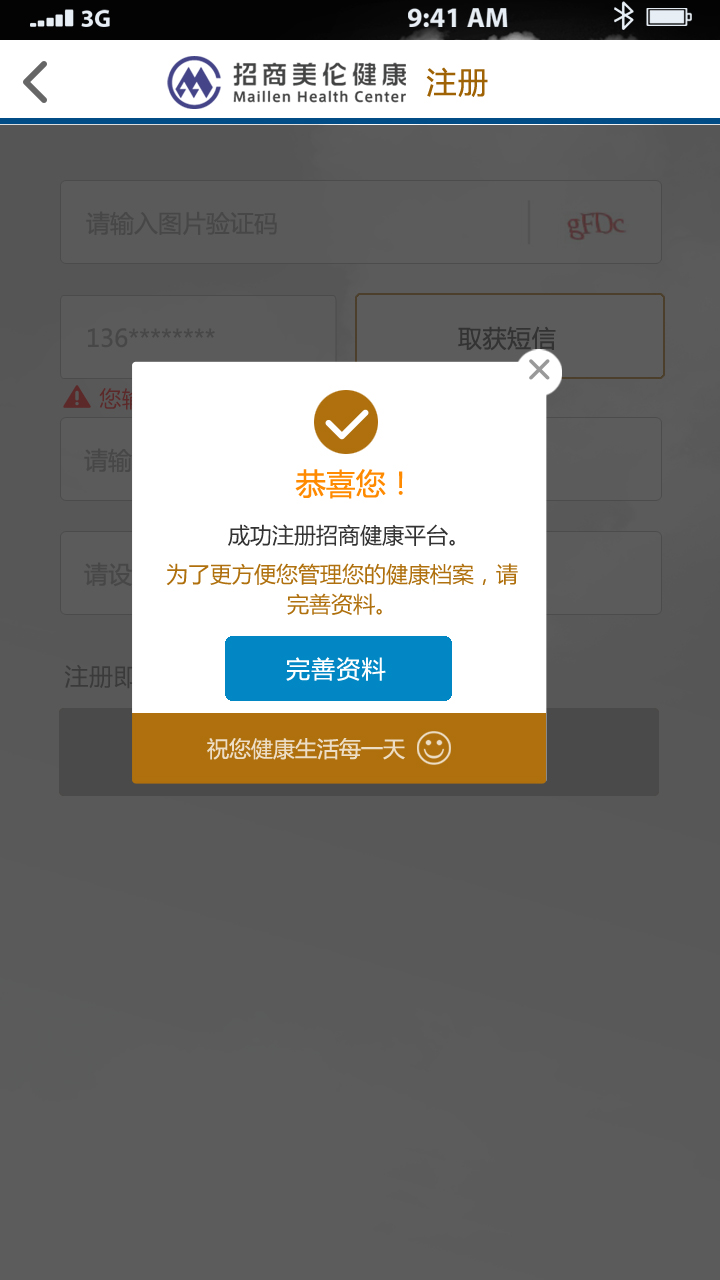 3G 9:41 AM
招商美伦健康 注册
Maillen Health Center
请输入图片验证码 gFDc
136******** 取获短信
您输
请输
恭喜您！
成功注册招商健康平台。
请设
为了更方便您管理您的健康档案，请
完善资料。
注册即
完善资料
祝您健康生活每一天